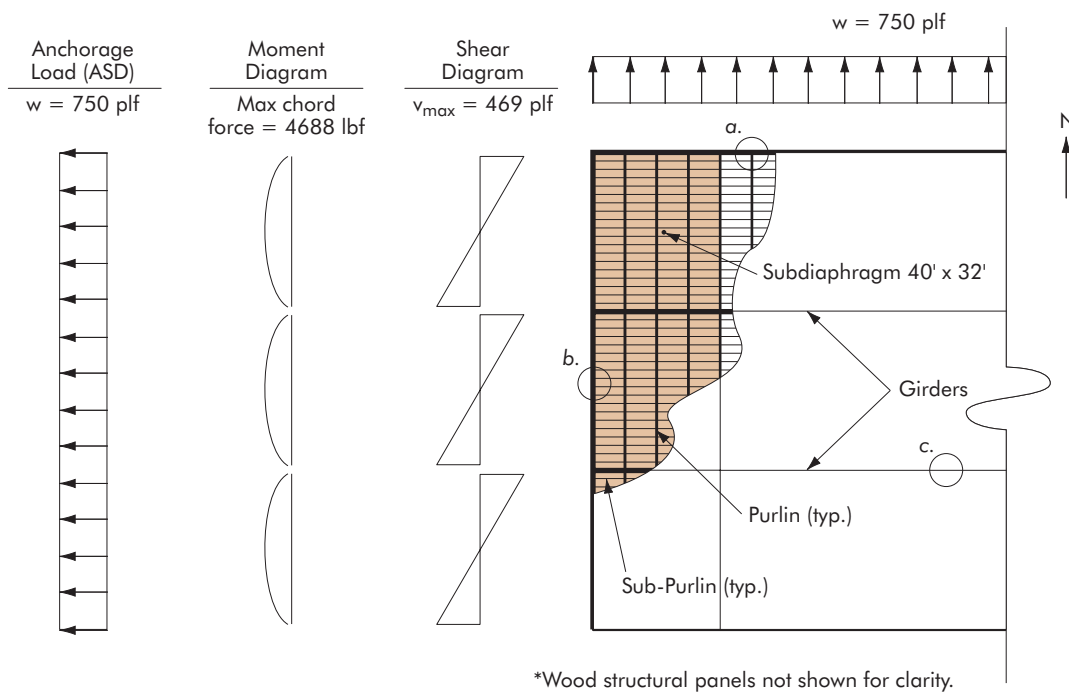 Anchorage
Load (ASD)
w = 750 plf
Moment
Diagram
Max chord
force = 4688 lbf
Shear
Diagram
vmax = 469 plf
w = 750 plf
N
a.
Subdiaphragm 40' x 32'
b.
Girders
c.
Purlin (typ.)
Sub-Purlin (typ.)
*Wood structural panels not shown for clarity.